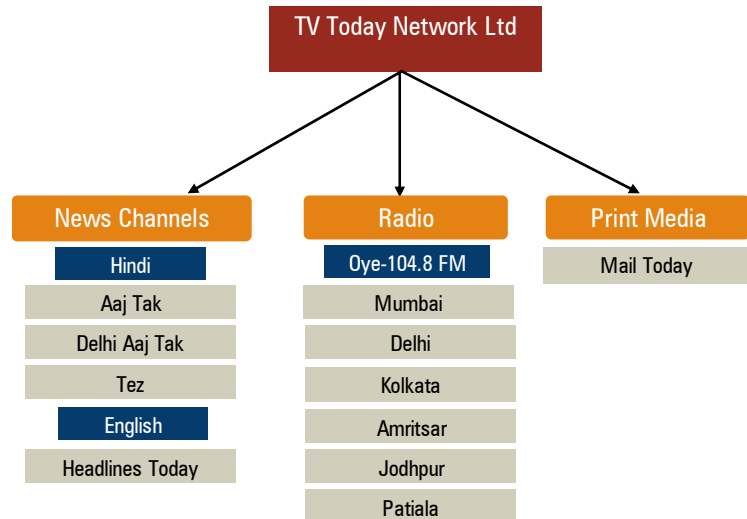 TV Today Network Ltd
News Channels
Hindi
Aaj Tak
Delhi Aaj Tak
Tez
English
Headlines Today
Radio
Oye-104.8 FM
Mumbai
Delhi
Kolkata
Amritsar
Jodhpur
Patiala
Print Media
Mail Today